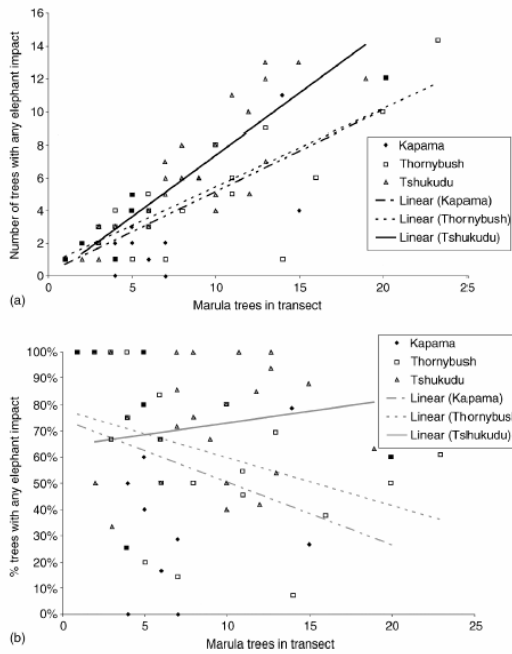 16
14
12
10
8
6
4
2
0
Number of trees with any elephant impact
Kapama
Thornybush
Tshukudu
Linear (Kapama)
Linear (Thornybush)
Linear (Tshukudu)
0 5 10 15 20 25
(a)
Marula trees in transect
100%
90%
80%
70%
60%
50%
40%
30%
20%
10%
0%
% trees with any elephant impact
Kapama
Thornybush
Tshukudu
Linear (Kapama)
Linear (Thornybush)
Linear (Tshukudu)
0 5 10 15 20 25
(b)
Marula trees in transect